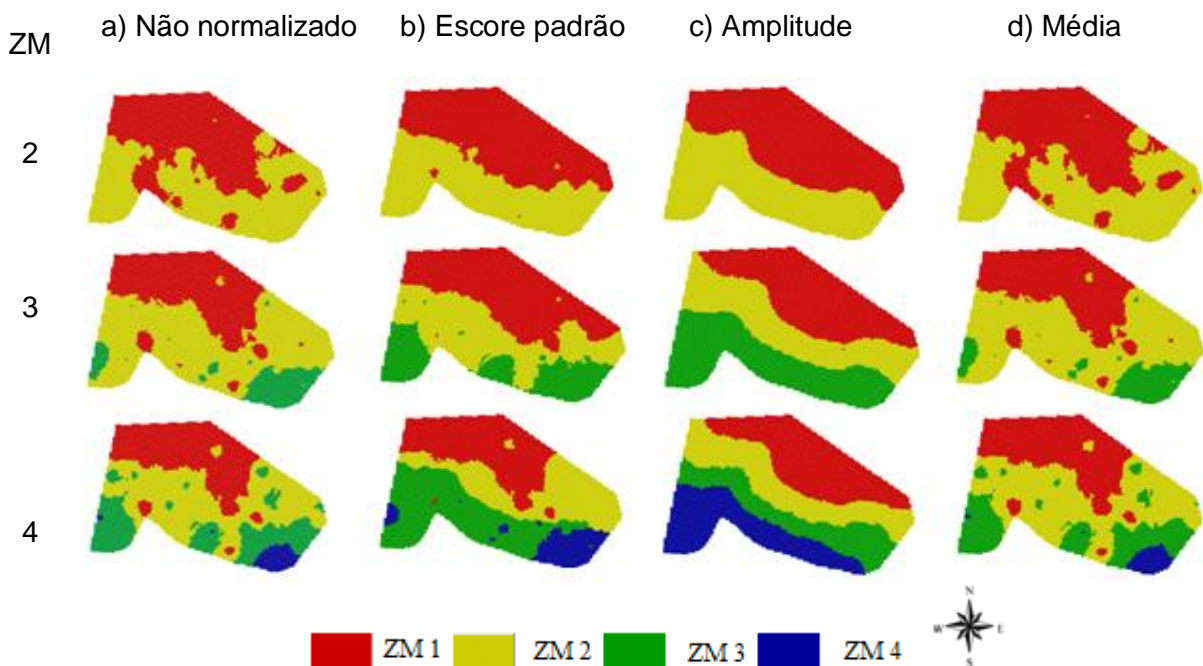 ZM
a) Não normalizado
b) Escore padrão
c) Amplitude
d) Média
2
3
4
N
W E
S
ZM 1
ZM 2
ZM 3
ZM 4